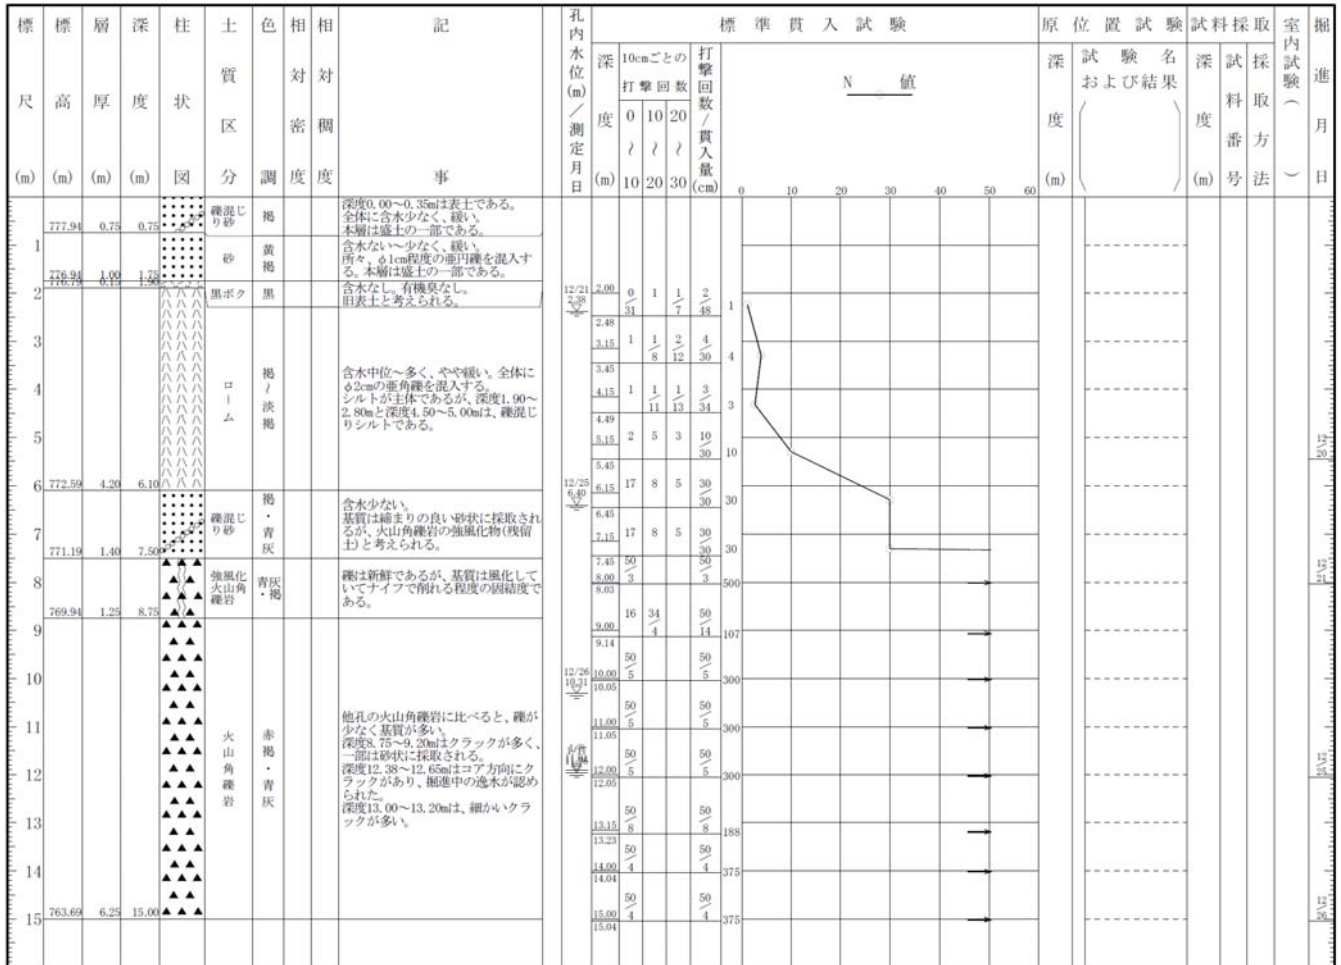 標尺(m)
標高(m)
層厚(m)
深度(m)
柱状図
土質区分
色調
相対密度
相対稠度
記事
孔内水位(m)/測定月日
標準貫入試験
深度(m)
10cmごとの打撃回数
0~10
10~20
20~30
打撃回数/貫入量(cm)
N 値
0 10 20 30 40 50 60
原位置試験
深度(m)
試験名および結果
試料採取
深度(m)
試料番号
採取方法
室内試験( )
掘進月日
777.94 0.75 0.75
礫混じり砂
褐
深度0.00~0.35mは表土である。
全体に含水少なく、緩い。
本層は盛土の一部である。
776.94 1.00 1.75
砂
黄褐
含水ない~少なく、緩い。
所々、φ1cm程度の亜円礫を混入す
る。本層は盛土の一部である。
776.79 0.15 1.90
黒ボク
黒
含水なし。有機臭なし。
旧表土と考えられる。
772.59 4.20 6.10
ローム
褐~淡褐
含水中位~多く、やや緩い。全体に
φ2cmの亜角礫を混入する。
シルトが主体であるが、深度1.90~
2.80mと深度4.50~5.00mは、礫混じ
りシルトである。
771.19 1.40 7.50
礫混じり砂
褐・青灰
含水少ない。
基質は締まりの良い砂状に採取され
るが、火山角礫岩の強風化物(残留
土)と考えられる。
769.94 1.25 8.75
強風化火山角礫岩
青灰・褐
礫は新鮮であるが、基質は風化して
いてナイフで削れる程度の固結度で
ある。
763.69 6.25 15.00
火山角礫岩
赤褐・青灰
他孔の火山角礫岩に比べると、礫が
少なく基質が多い。
深度8.75~9.20mはクラックが多く、
一部は砂状に採取される。
深度12.38~12.65mはコア方向にク
ラックがあり、掘進中の逸水が認め
られた。
深度13.00~13.20mは、細かいクラ
ックが多い。
1
2
3
4
5
6
7
8
9
10
11
12
13
14
15
12/21 2.38
12/25 6.40
12/26 10.31
2.00 0/31 1 1/7 2/48 1
2.48
3.15 1 1/8 2/12 4/30 4
3.45
4.15 1 1/11 1/13 3/34 3
4.49
5.15 2 5 3 10/30 10
5.45
6.15 17 8 5 30/30 30
6.45
7.15 17 8 5 30/30 30
7.45
8.00 50/3 50/3 500
8.03
9.00 16 34/4 50/14 107
9.14
10.00 50/5 50/5 300
10.05
11.00 50/5 50/5 300
11.05
12.00 50/5 50/5 300
12.05
13.15 50/8 50/8 188
13.23
14.00 50/4 50/4 375
14.04
15.00 50/4 50/4 375
15.04
12/20
12/21
12/25
12/26